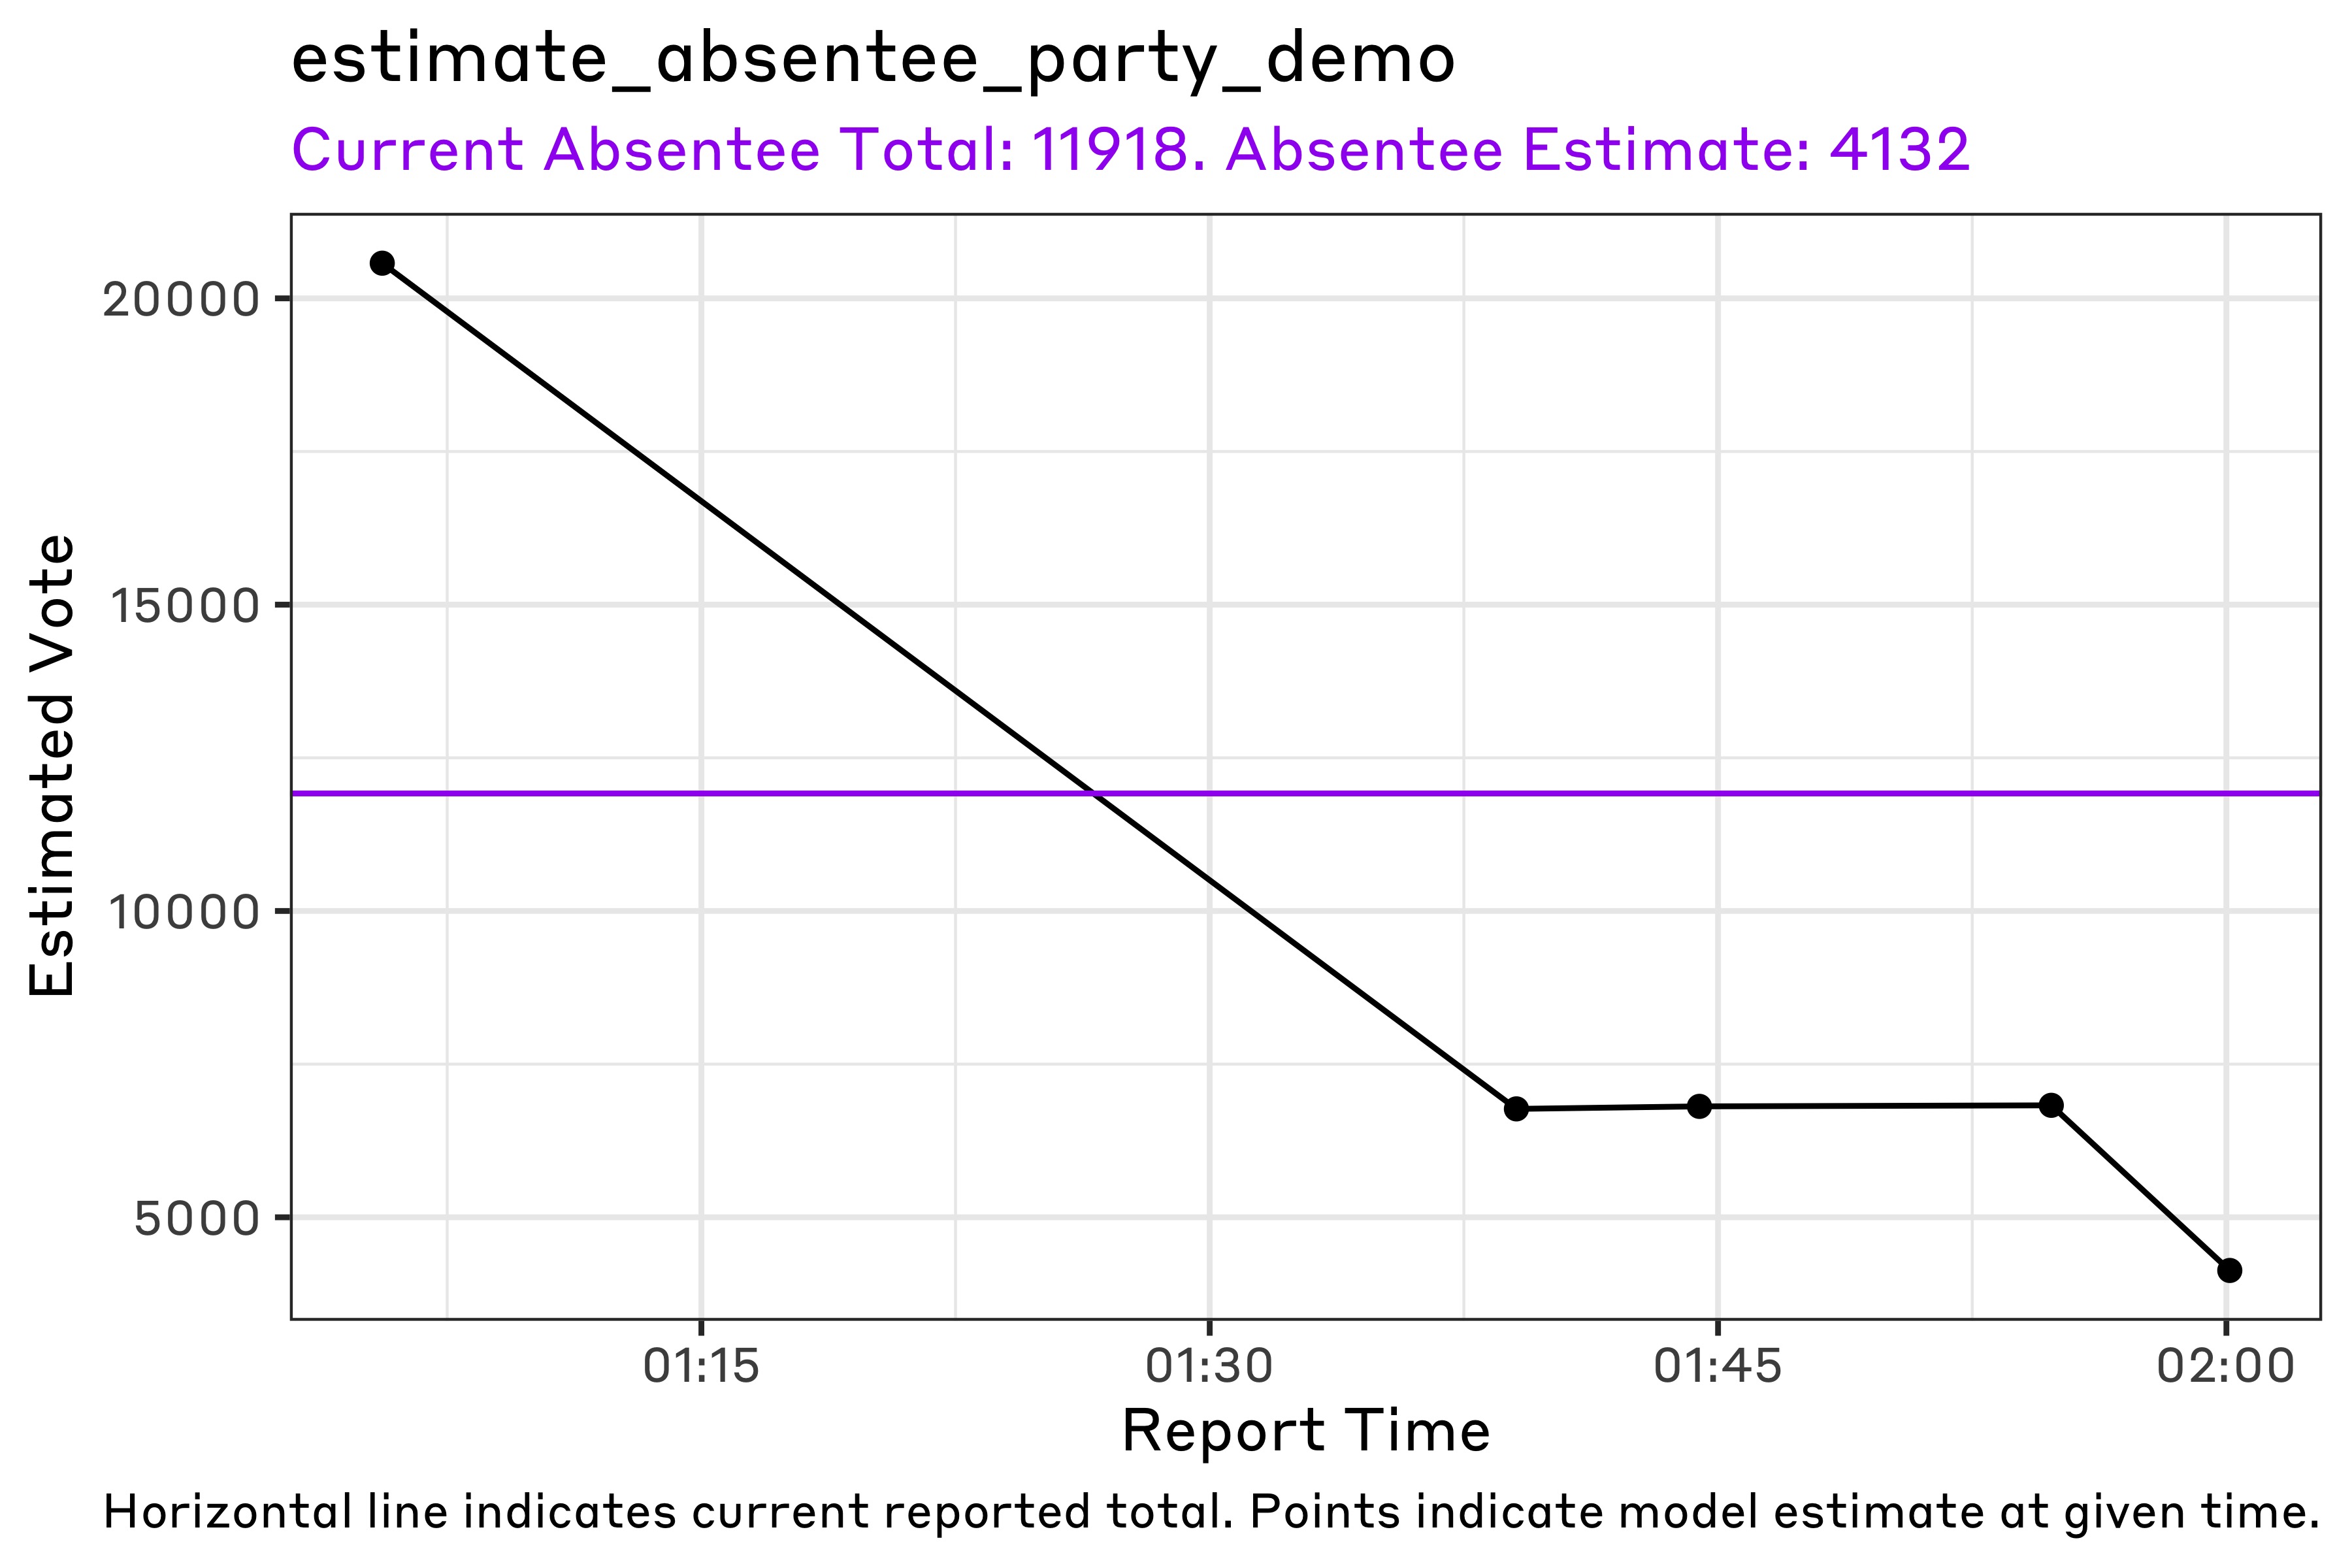 estimate_absentee_party_demo
Current Absentee Total: 11918. Absentee Estimate: 4132
Estimated Vote
20000
15000
10000
5000
01:15 01:30 01:45 02:00
Report Time
Horizontal line indicates current reported total. Points indicate model estimate at given time.